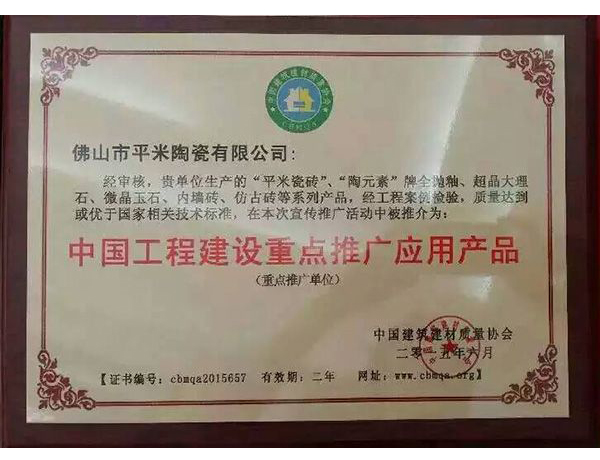 佛山市平米陶瓷有限公司：
经审核，贵单位生产的“平米瓷砖”、“陶元素”牌全抛釉、超晶大理
石、微晶玉石、内墙砖、仿古砖等系列产品，经工程案例检验，质量达到
或优于国家相关技术标准，在本次宣传推广活动中被推介为：
中国工程建设重点推广应用产品
（重点推广单位）
中国建筑建材质量协会
二〇一五年六月
【证书编号：cbmqa2015657 有效期：二年 网址：www.cbmqa.org】